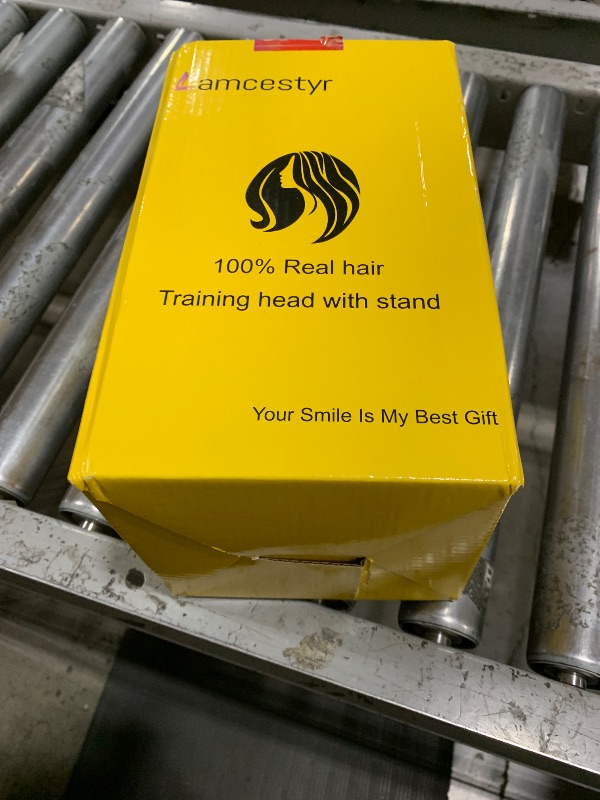 Lamcestyr
100% Real hair
Training head with stand
Your Smile Is My Best Gift